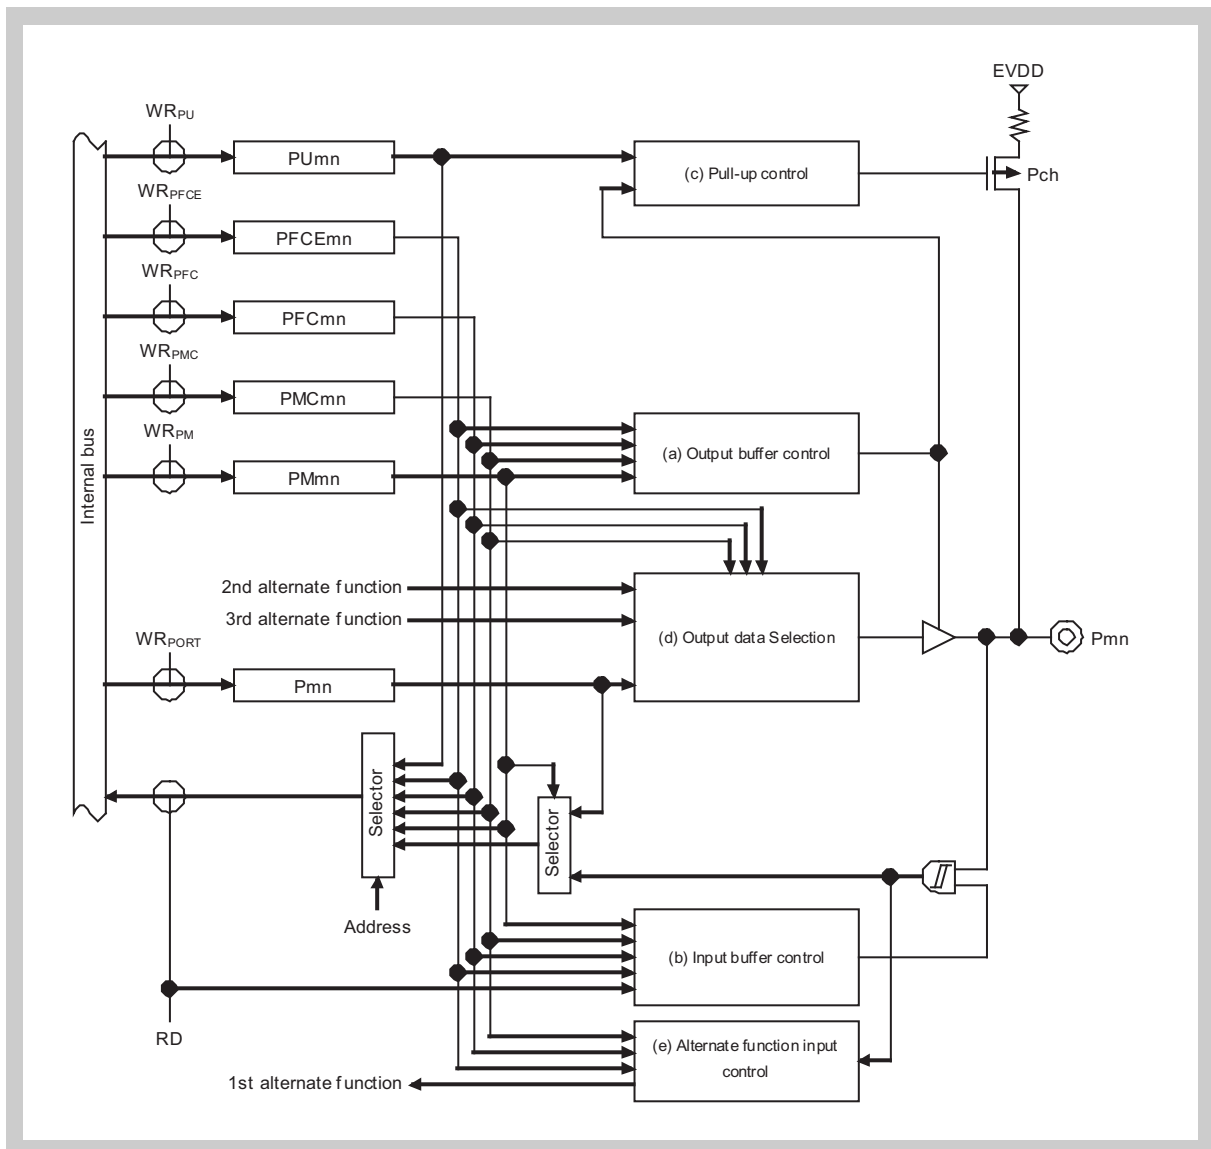 EVDD
WRPU
PUmn
(c) Pull-up control
Pch
WRPFCE
PFCEmn
WRPFC
PFCmn
WRPMC
PMCmn
Internal bus
WRPM
PMmn
(a) Output buffer control
2nd alternate function
3rd alternate function
(d) Output data Selection
WRPORT
Pmn
Pmn
Selector
Selector
Address
(b) Input buffer control
RD
(e) Alternate function input
control
1st alternate function